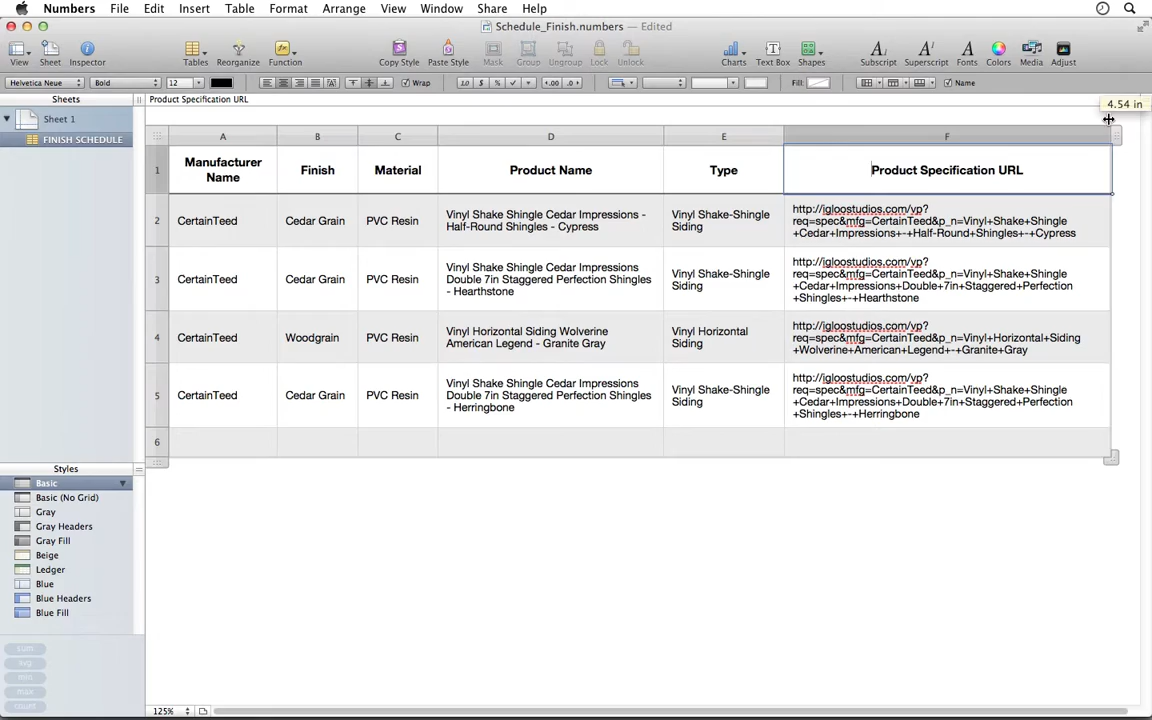 Numbers File Edit Insert Table Format Arrange View Window Share Help
Schedule_Finish.numbers — Edited
View Sheet Inspector Tables Reorganize Function Copy Style Paste Style Mask Group Ungroup Lock Unlock Charts Text Box Shapes Subscript Superscript Fonts Colors Media Adjust
Helvetica Neue Bold 12 Wrap 1.0 $ % Fill: Name
Sheets Product Specification URL
4.54 in
Sheet 1
FINISH SCHEDULE
A B C D E F
1 Manufacturer
Name
Finish
Material
Product Name
Type
Product Specification URL
2 CertainTeed
Cedar Grain
PVC Resin
Vinyl Shake Shingle Cedar Impressions -
Half-Round Shingles - Cypress
Vinyl Shake-Shingle
Siding
http://igloostudios.com/vp?
req=spec&mfg=CertainTeed&p_n=Vinyl+Shake+Shingle
+Cedar+Impressions+-+Half-Round+Shingles+-+Cypress
3 CertainTeed
Cedar Grain
PVC Resin
Vinyl Shake Shingle Cedar Impressions
Double 7in Staggered Perfection Shingles
- Hearthstone
Vinyl Shake-Shingle
Siding
http://igloostudios.com/vp?
req=spec&mfg=CertainTeed&p_n=Vinyl+Shake+Shingle
+Cedar+Impressions+Double+7in+Staggered+Perfection
+Shingles+-+Hearthstone
4 CertainTeed
Woodgrain
PVC Resin
Vinyl Horizontal Siding Wolverine
American Legend - Granite Gray
Vinyl Horizontal
Siding
http://igloostudios.com/vp?
req=spec&mfg=CertainTeed&p_n=Vinyl+Horizontal+Siding
+Wolverine+American+Legend+-+Granite+Gray
5 CertainTeed
Cedar Grain
PVC Resin
Vinyl Shake Shingle Cedar Impressions
Double 7in Staggered Perfection Shingles
- Herringbone
Vinyl Shake-Shingle
Siding
http://igloostudios.com/vp?
req=spec&mfg=CertainTeed&p_n=Vinyl+Shake+Shingle
+Cedar+Impressions+Double+7in+Staggered+Perfection
+Shingles+-+Herringbone
6
Styles
Basic
Basic (No Grid)
Gray
Gray Headers
Gray Fill
Beige
Ledger
Blue
Blue Headers
Blue Fill
sum
avg
min
max
count
125%